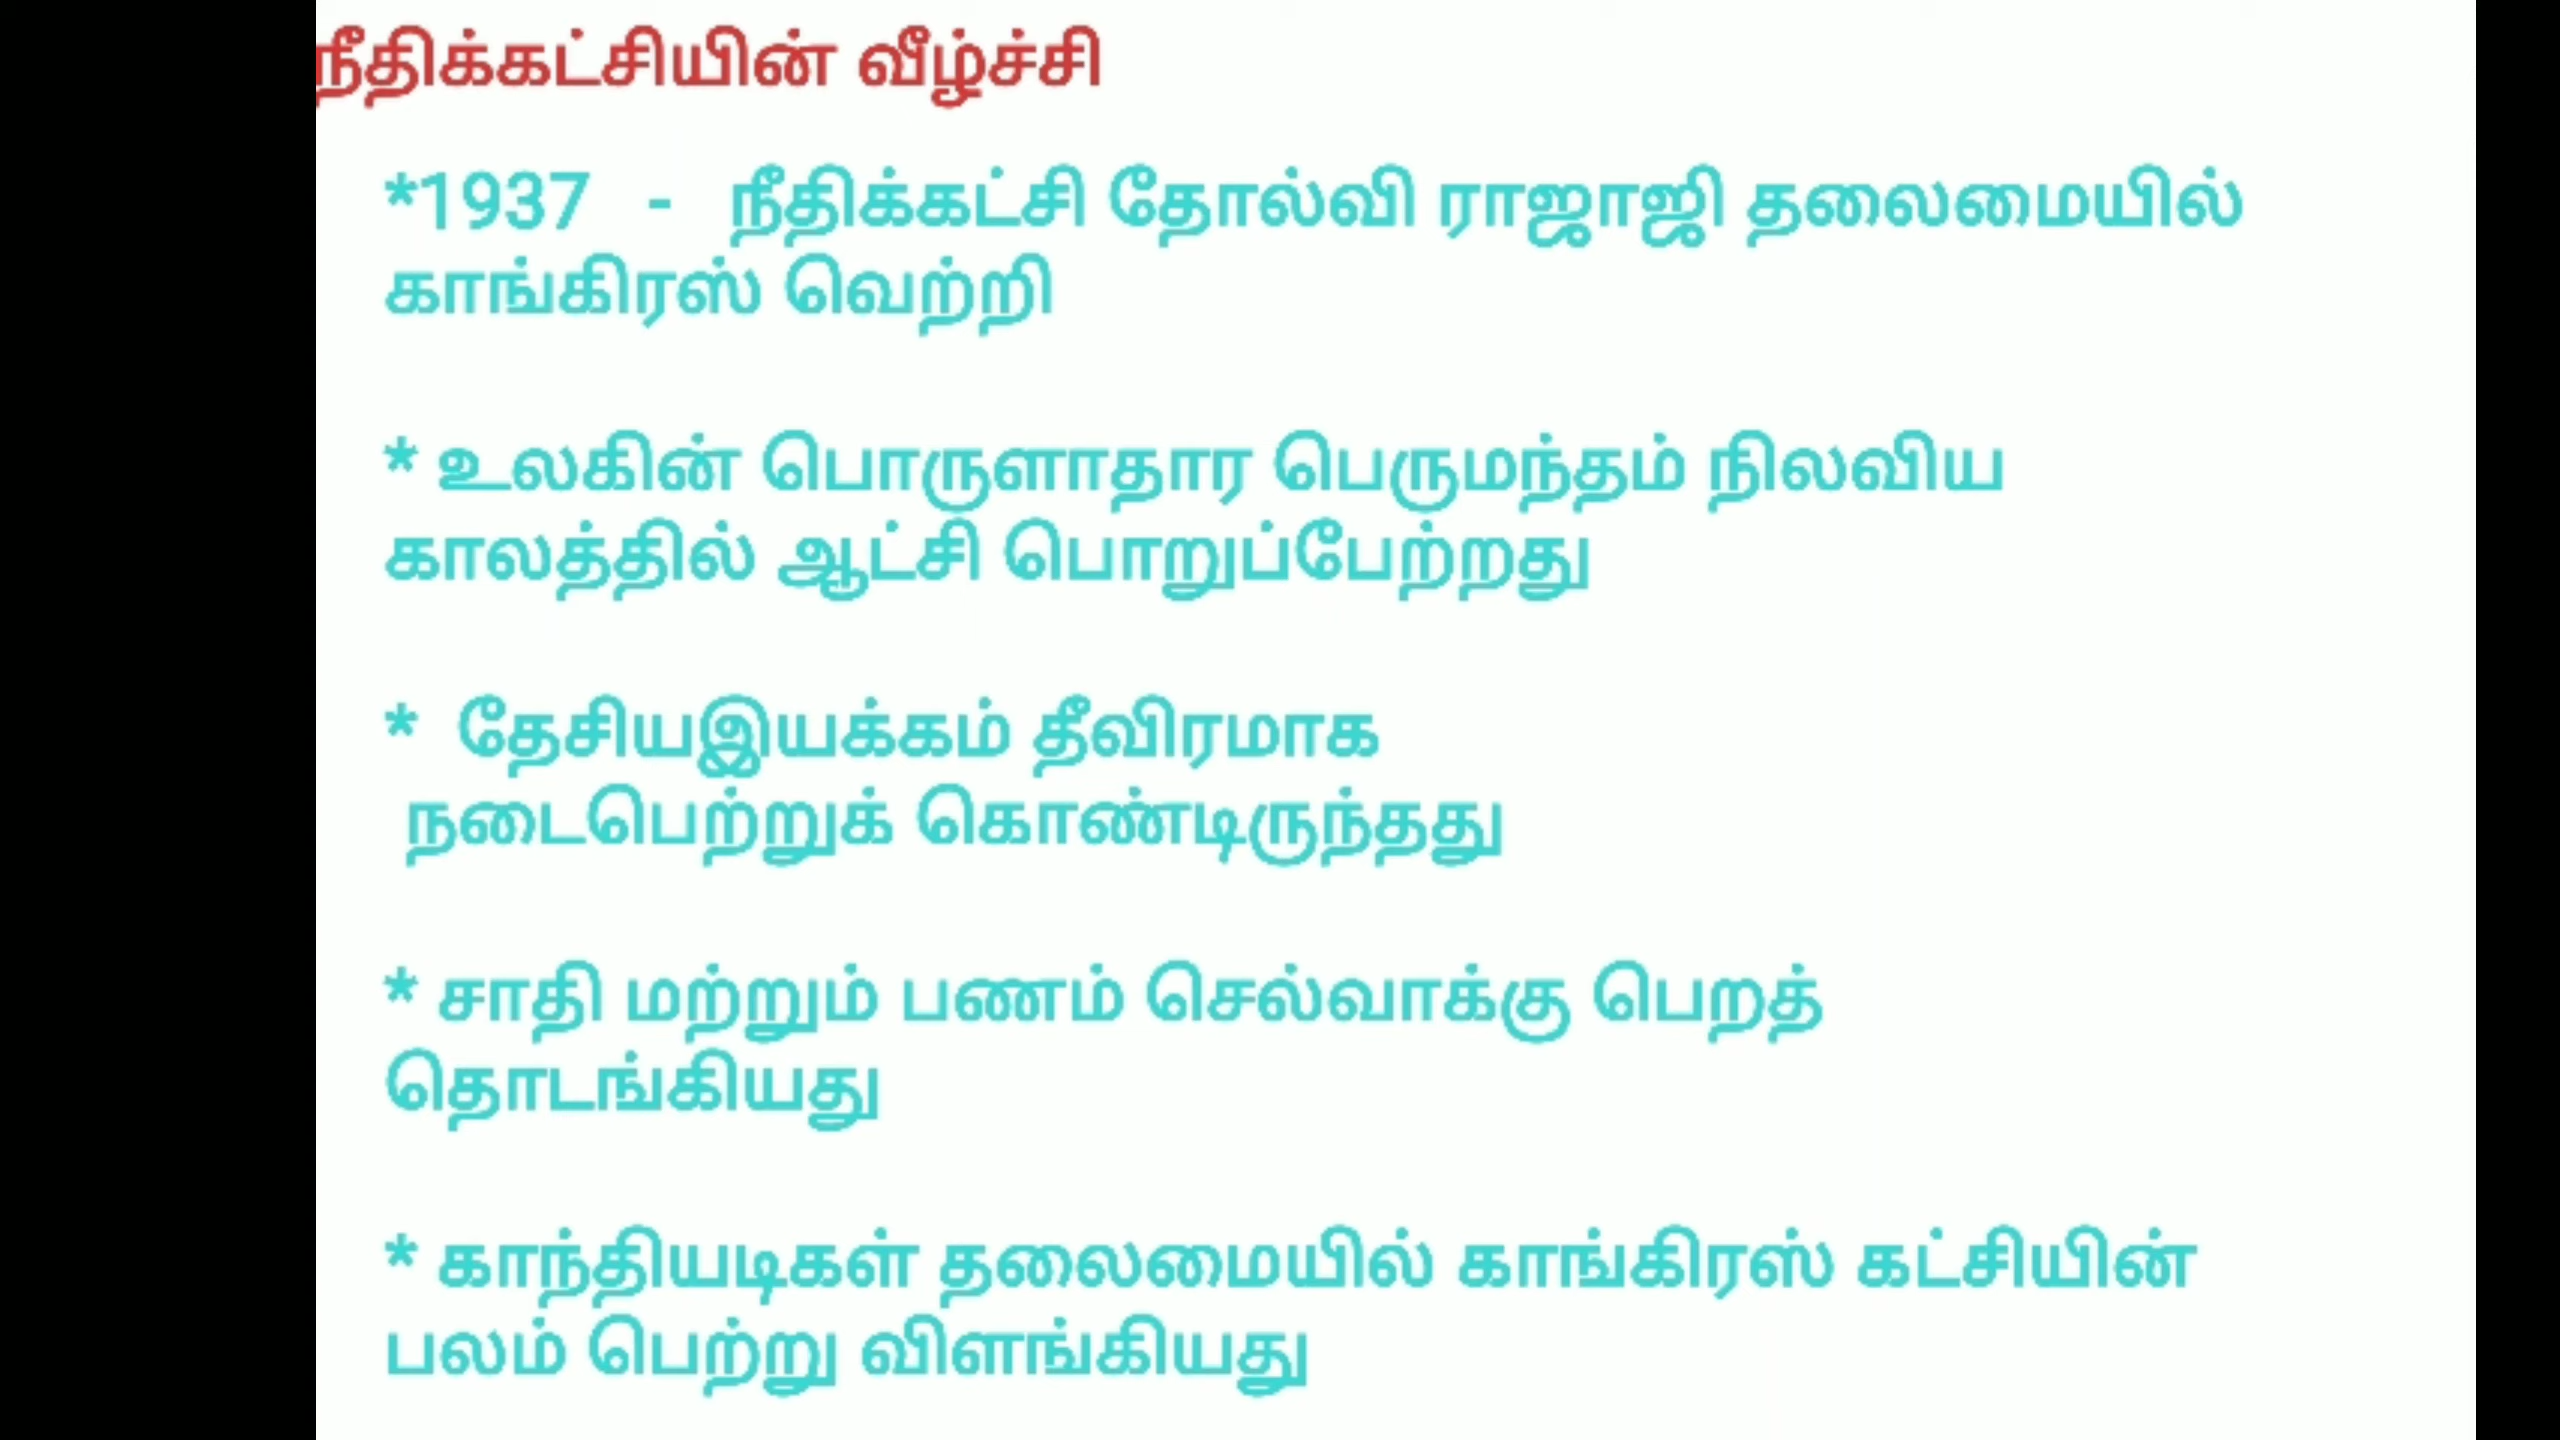 நீதிக்கட்சியின் வீழ்ச்சி
*1937 - நீதிக்கட்சி தோல்வி ராஜாஜி தலைமையில்
காங்கிரஸ் வெற்றி
* உலகின் பொருளாதார பெருமந்தம் நிலவிய
காலத்தில் ஆட்சி பொறுப்பேற்றது
* தேசியஇயக்கம் தீவிரமாக
நடைபெற்றுக் கொண்டிருந்தது
* சாதி மற்றும் பணம் செல்வாக்கு பெறத்
தொடங்கியது
* காந்தியடிகள் தலைமையில் காங்கிரஸ் கட்சியின்
பலம் பெற்று விளங்கியது